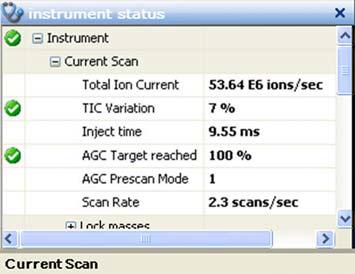 instrument status
Instrument
Current Scan
Total Ion Current 53.64 E6 ions/sec
TIC Variation 7 %
Inject time 9.55 ms
AGC Target reached 100 %
AGC Prescan Mode 1
Scan Rate 2.3 scans/sec
Lock masses
Current Scan